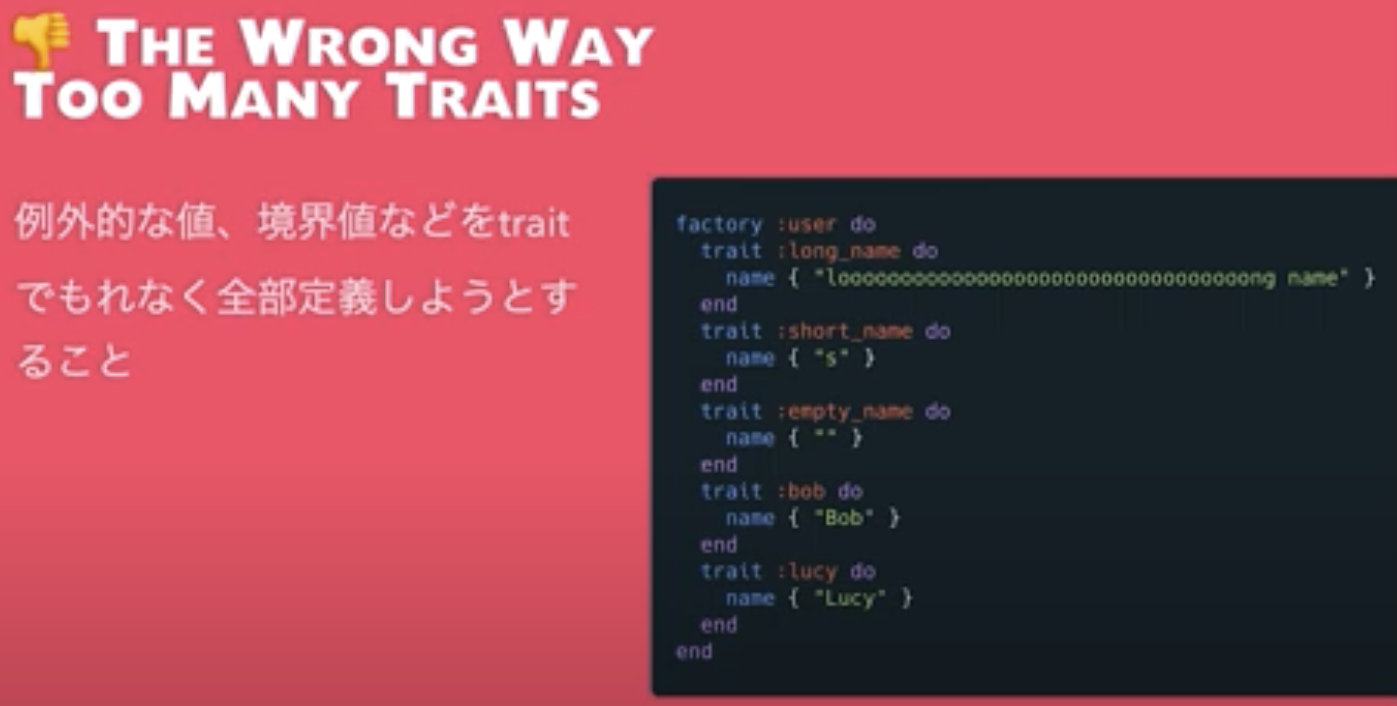 👎 THE WRONG WAY
TOO MANY TRAITS
例外的な値、境界値などをtrait
でもれなく全部定義しようとす
ること
factory :user do
  trait :long_name do
    name { "looooooooooooooooooooooooooooooooooong name" }
  end
  trait :short_name do
    name { "s" }
  end
  trait :empty_name do
    name { "" }
  end
  trait :bob do
    name { "Bob" }
  end
  trait :lucy do
    name { "Lucy" }
  end
end